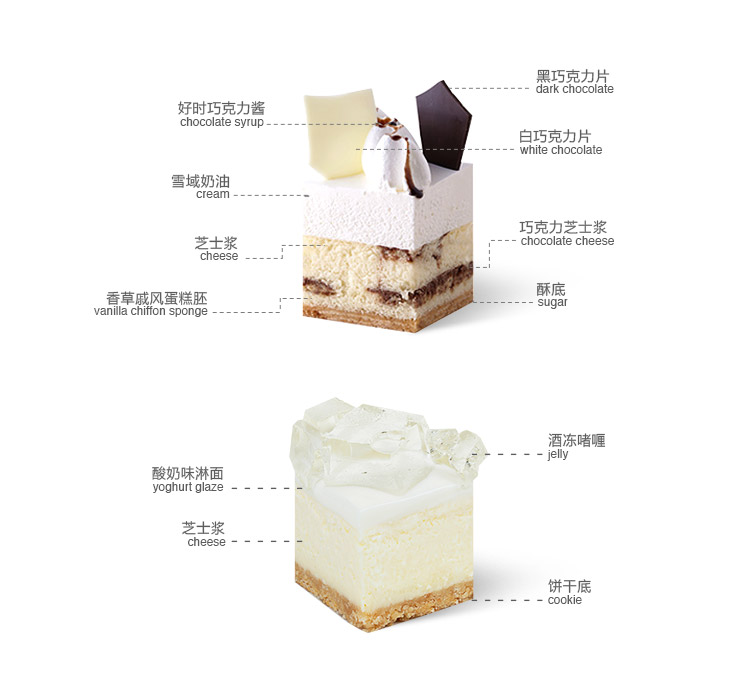 黑巧克力片
dark chocolate
好时巧克力酱
chocolate syrup
白巧克力片
white chocolate
雪域奶油
cream
巧克力芝士浆
chocolate cheese
芝士浆
cheese
酥底
sugar
香草戚风蛋糕胚
vanilla chiffon sponge
酒冻啫喱
jelly
酸奶味淋面
yoghurt glaze
芝士浆
cheese
饼干底
cookie